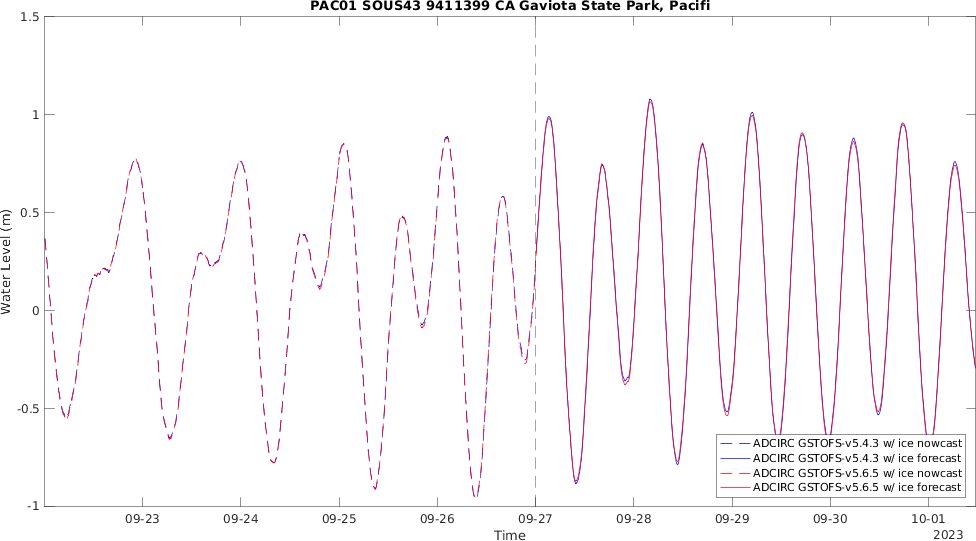 PAC01 SOUS43 9411399 CA Gaviota State Park, Pacifi
1.5
1
0.5
0
-0.5
-1
Water Level (m)
09-23 09-24 09-25 09-26 09-27 09-28 09-29 09-30 10-01
Time
2023
ADCIRC GSTOFS-v5.4.3 w/ ice nowcast
ADCIRC GSTOFS-v5.4.3 w/ ice forecast
ADCIRC GSTOFS-v5.6.5 w/ ice nowcast
ADCIRC GSTOFS-v5.6.5 w/ ice forecast